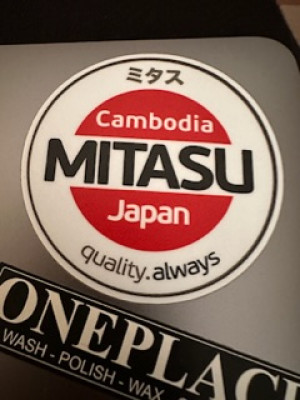 ミタス
Cambodia
MITASU
Japan
quality.always
ONEPLAC
WASH - POLISH - WAX